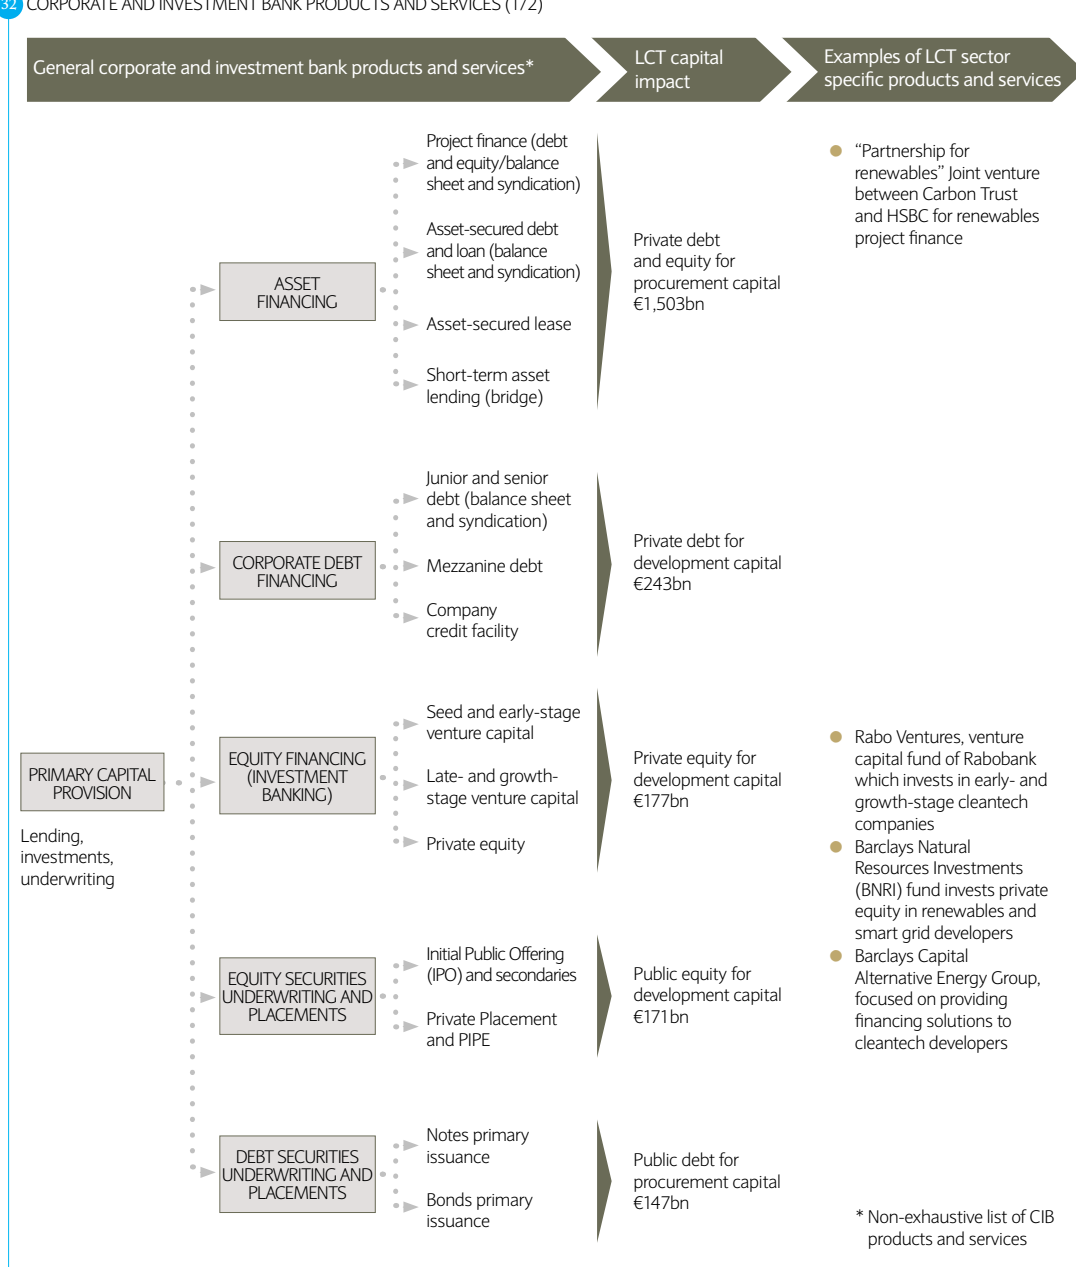 32 CORPORATE AND INVESTMENT BANK PRODUCTS AND SERVICES (1/2)
General corporate and investment bank products and services*
LCT capital
impact
Examples of LCT sector
specific products and services
PRIMARY CAPITAL
PROVISION
Lending,
investments,
underwriting
ASSET
FINANCING
Project finance (debt
and equity/balance
sheet and syndication)
Asset-secured debt
and loan (balance
sheet and syndication)
Asset-secured lease
Short-term asset
lending (bridge)
Private debt
and equity for
procurement capital
€1,503bn
“Partnership for
renewables” Joint venture
between Carbon Trust
and HSBC for renewables
project finance
CORPORATE DEBT
FINANCING
Junior and senior
debt (balance sheet
and syndication)
Mezzanine debt
Company
credit facility
Private debt for
development capital
€243bn
EQUITY FINANCING
(INVESTMENT
BANKING)
Seed and early-stage
venture capital
Late- and growth-
stage venture capital
Private equity
Private equity for
development capital
€177bn
Rabo Ventures, venture
capital fund of Rabobank
which invests in early- and
growth-stage cleantech
companies
Barclays Natural
Resources Investments
(BNRI) fund invests private
equity in renewables and
smart grid developers
Barclays Capital
Alternative Energy Group,
focused on providing
financing solutions to
cleantech developers
EQUITY SECURITIES
UNDERWRITING AND
PLACEMENTS
Initial Public Offering
(IPO) and secondaries
Private Placement
and PIPE
Public equity for
development capital
€171bn
DEBT SECURITIES
UNDERWRITING AND
PLACEMENTS
Notes primary
issuance
Bonds primary
issuance
Public debt for
procurement capital
€147bn
* Non-exhaustive list of CIB
products and services